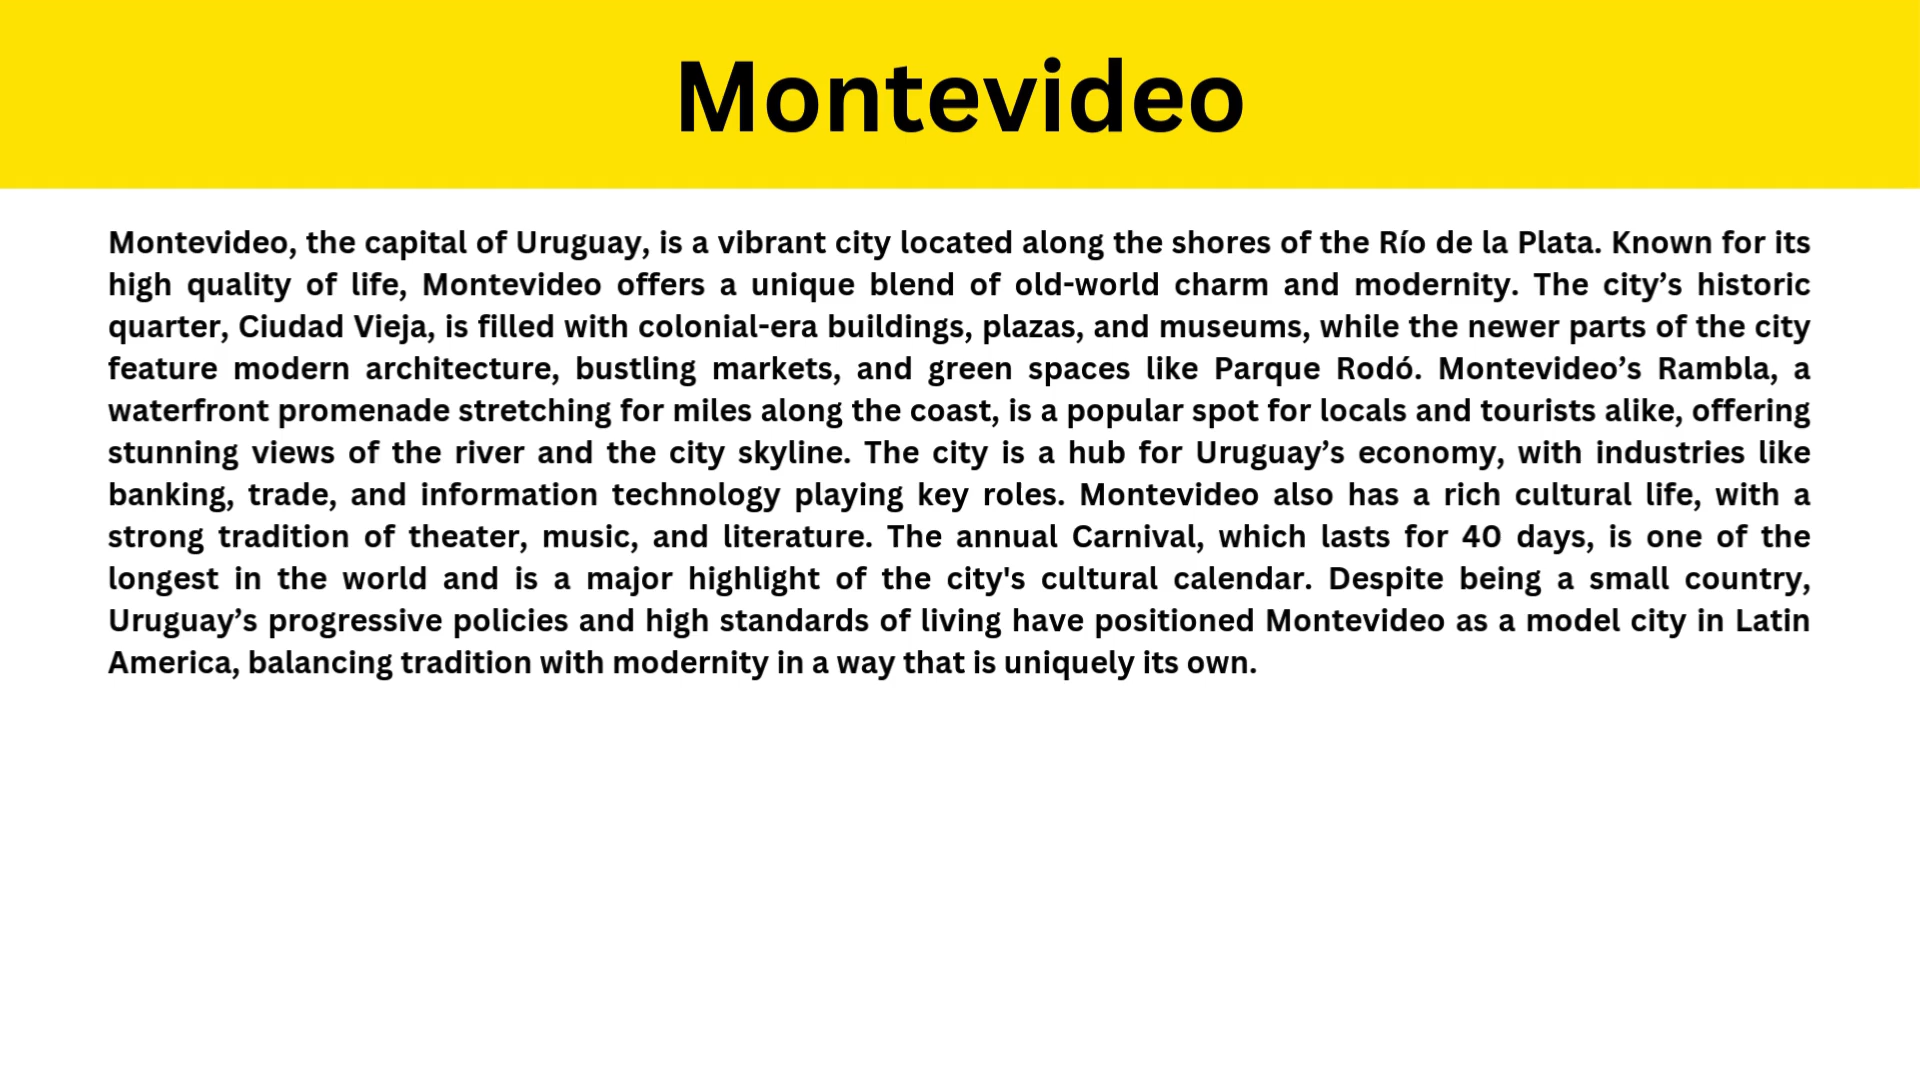 Montevideo
Montevideo, the capital of Uruguay, is a vibrant city located along the shores of the Río de la Plata. Known for its
high quality of life, Montevideo offers a unique blend of old-world charm and modernity. The city’s historic
quarter, Ciudad Vieja, is filled with colonial-era buildings, plazas, and museums, while the newer parts of the city
feature modern architecture, bustling markets, and green spaces like Parque Rodó. Montevideo’s Rambla, a
waterfront promenade stretching for miles along the coast, is a popular spot for locals and tourists alike, offering
stunning views of the river and the city skyline. The city is a hub for Uruguay’s economy, with industries like
banking, trade, and information technology playing key roles. Montevideo also has a rich cultural life, with a
strong tradition of theater, music, and literature. The annual Carnival, which lasts for 40 days, is one of the
longest in the world and is a major highlight of the city's cultural calendar. Despite being a small country,
Uruguay’s progressive policies and high standards of living have positioned Montevideo as a model city in Latin
America, balancing tradition with modernity in a way that is uniquely its own.